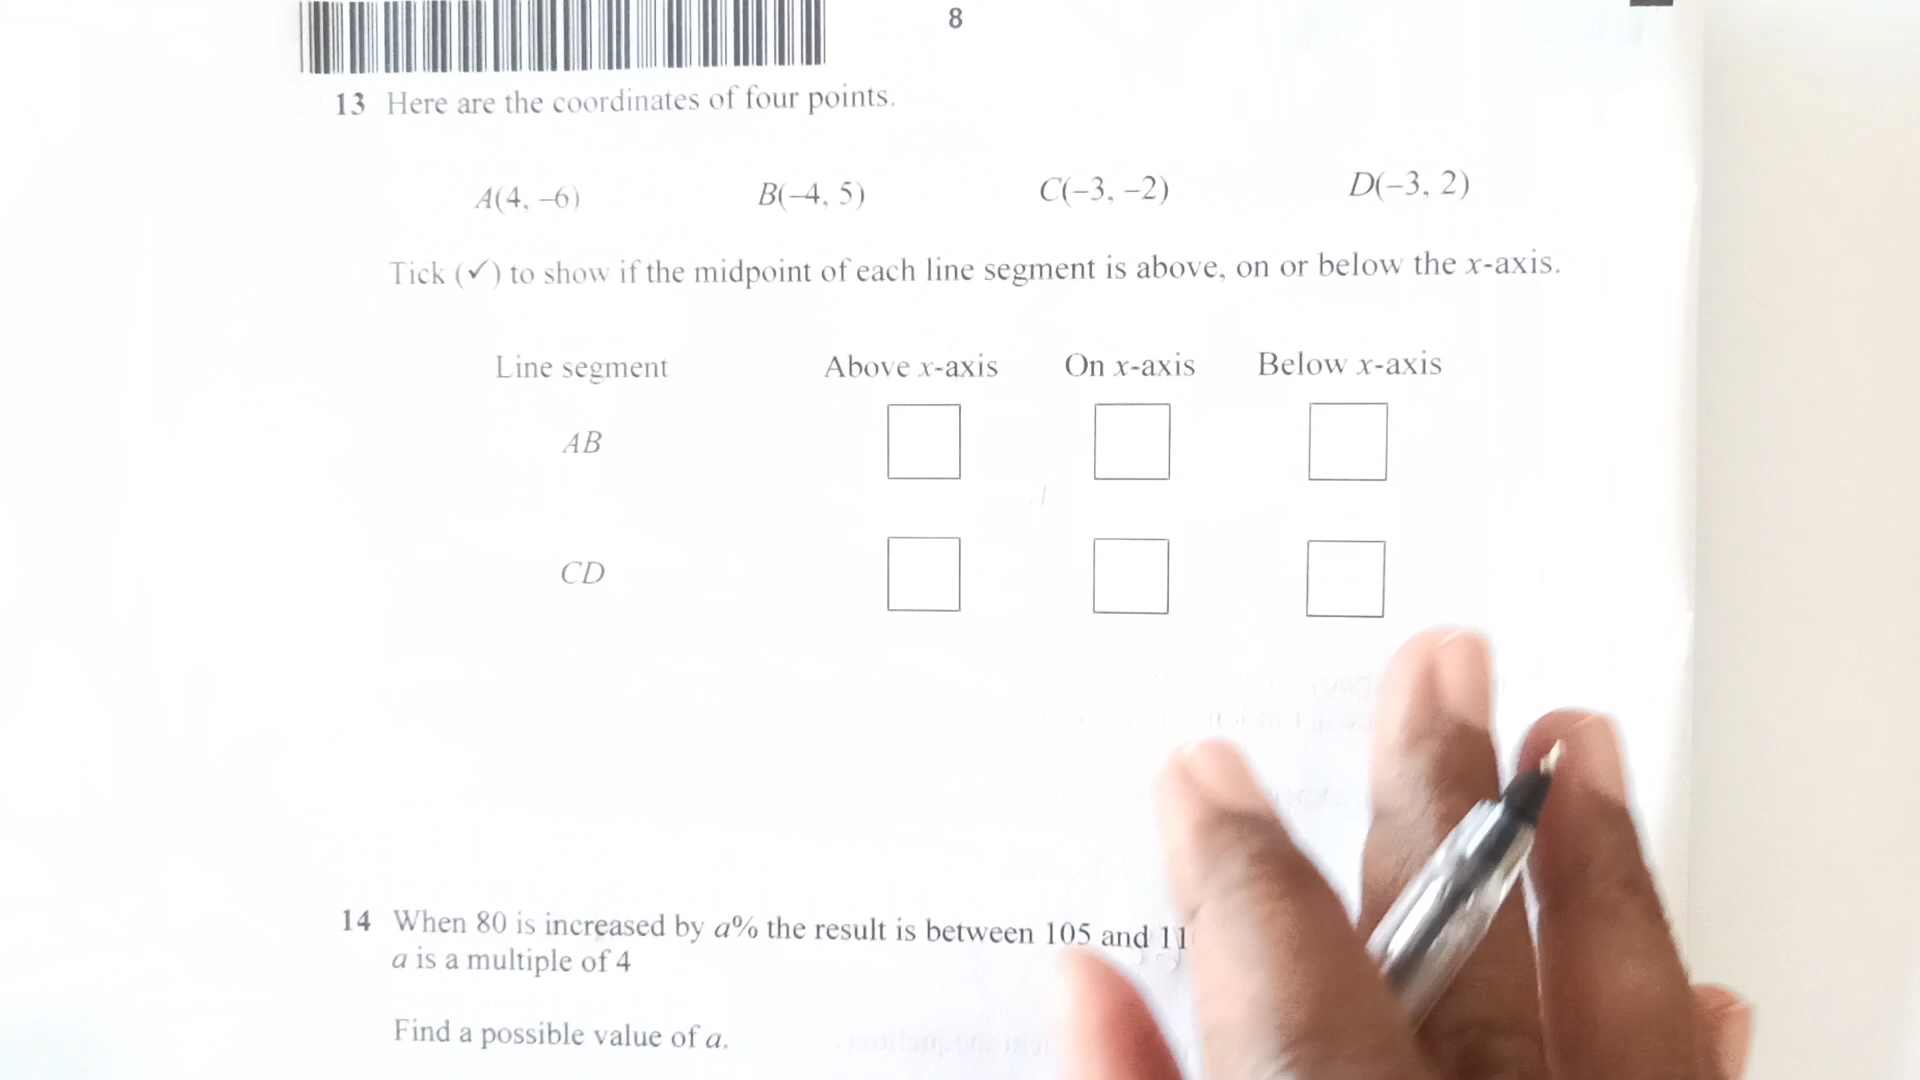 8
13 Here are the coordinates of four points.
A(4, –6) B(–4, 5) C(–3, –2) D(–3, 2)
Tick (✓) to show if the midpoint of each line segment is above, on or below the x-axis.
Line segment Above x-axis On x-axis Below x-axis
AB
CD
14 When 80 is increased by a% the result is between 105 and
a is a multiple of 4
Find a possible value of a.